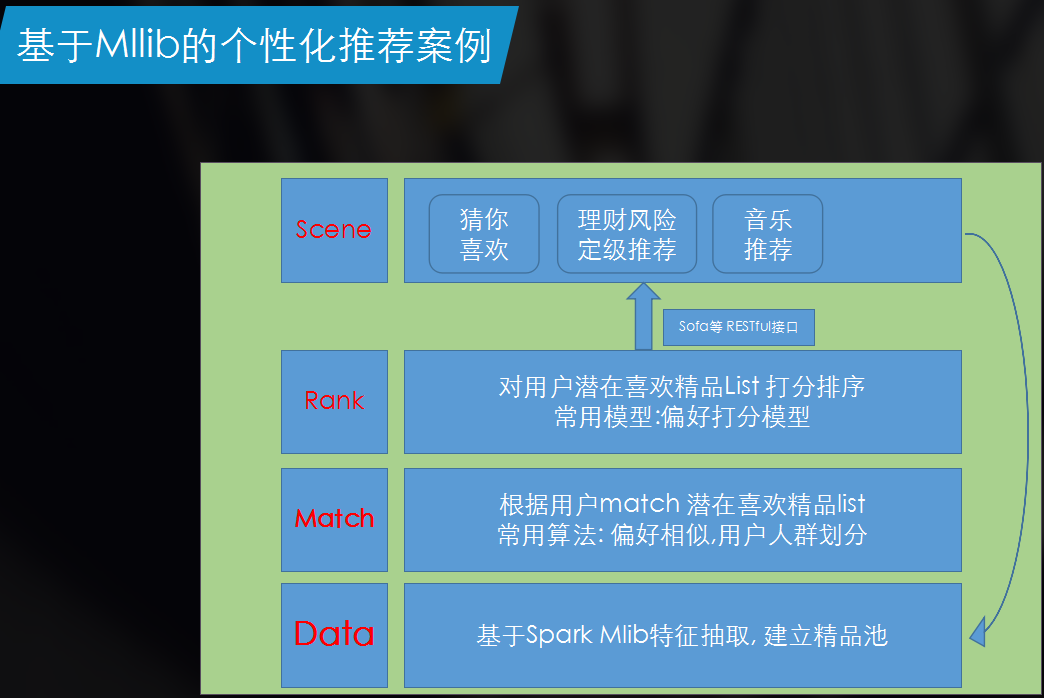 基于Mllib的个性化推荐案例
Scene
猜你
喜欢
理财风险
定级推荐
音乐
推荐
Sofa等 RESTful接口
Rank
对用户潜在喜欢精品List 打分排序
常用模型:偏好打分模型
Match
根据用户match 潜在喜欢精品list
常用算法: 偏好相似,用户人群划分
Data
基于Spark Mlib特征抽取, 建立精品池